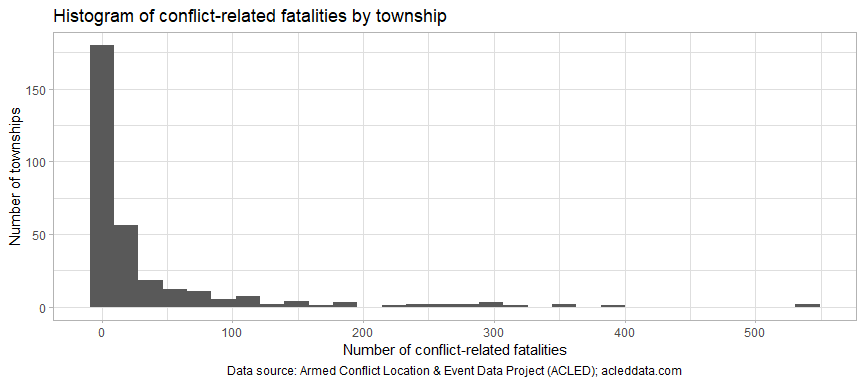 Histogram of conflict-related fatalities by township
Number of townships
150
100
50
0
0 100 200 300 400 500
Number of conflict-related fatalities
Data source: Armed Conflict Location & Event Data Project (ACLED); acleddata.com